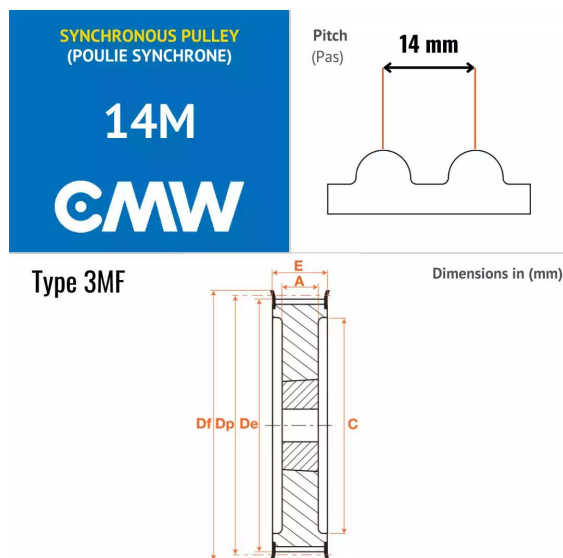 SYNCHRONOUS PULLEY
(POULIE SYNCHRONE)
14M
CMW
Pitch
(Pas)
14 mm
Type 3MF
Dimensions in (mm)
E
A
Df Dp De C